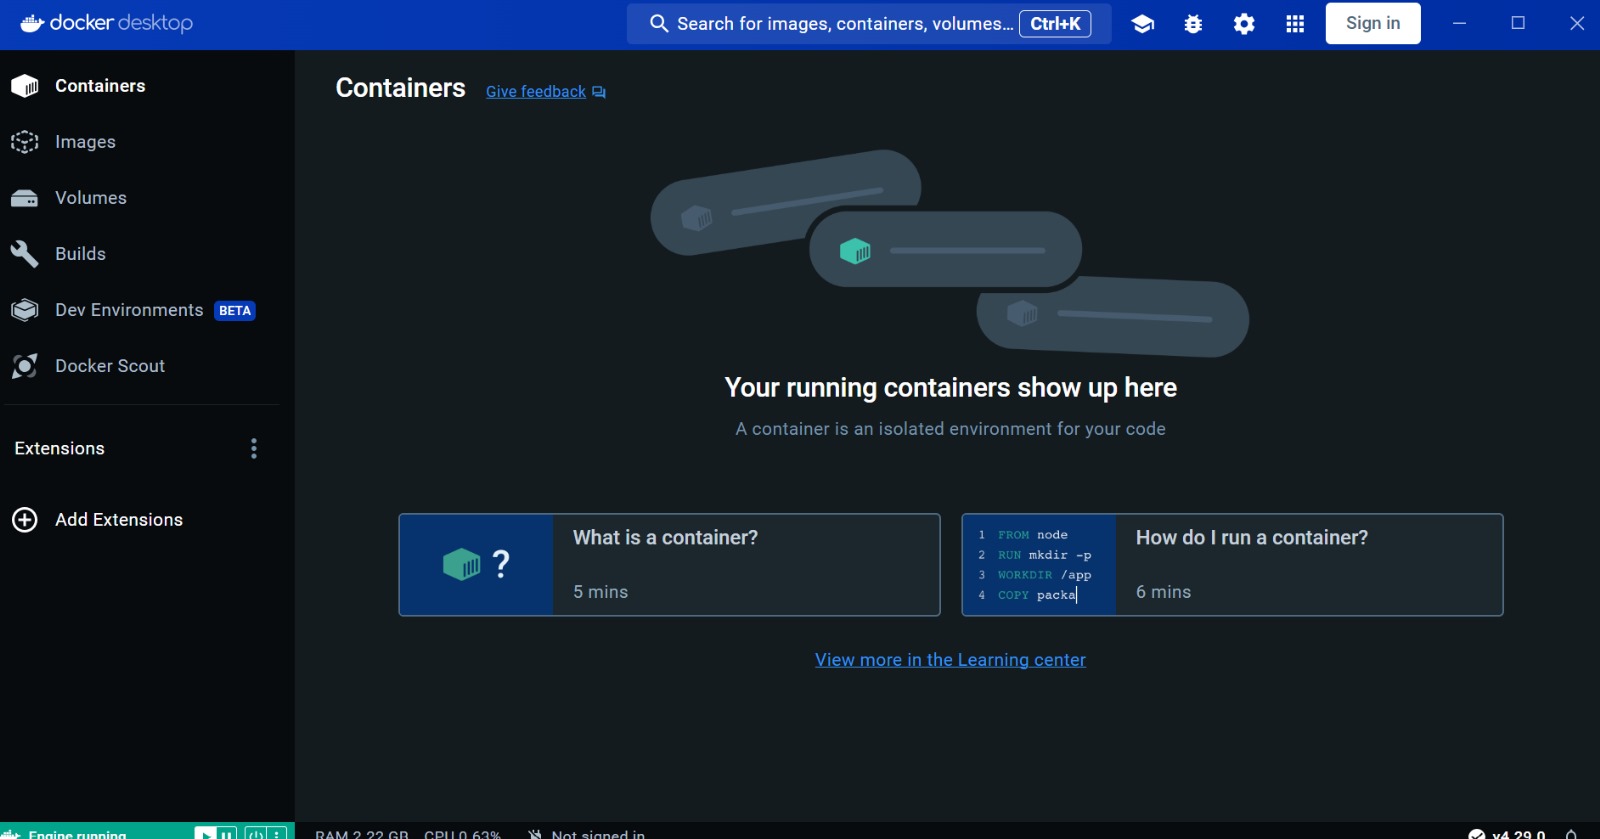 docker desktop
Search for images, containers, volumes... Ctrl+K
Sign in
Containers
Images
Volumes
Builds
Dev Environments BETA
Docker Scout
Extensions
Add Extensions
Containers Give feedback
Your running containers show up here
A container is an isolated environment for your code
?
What is a container?
5 mins
1 FROM node
2 RUN mkdir -p
3 WORKDIR /app
4 COPY packa
How do I run a container?
6 mins
View more in the Learning center
Engine running
RAM 2.22 GB CPU 0.63% Not signed in
v4.29.0